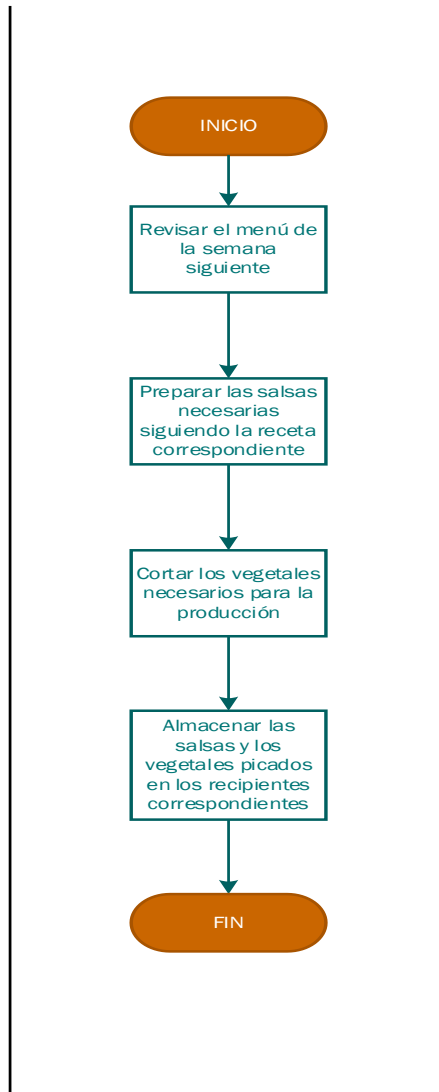 INICIO
Revisar el menú de
la semana
siguiente
Preparar las salsas
necesarias
siguiendo la receta
correspondiente
Cortar los vegetales
necesarios para la
producción
Almacenar las
salsas y los
vegetales picados
en los recipientes
correspondientes
FIN